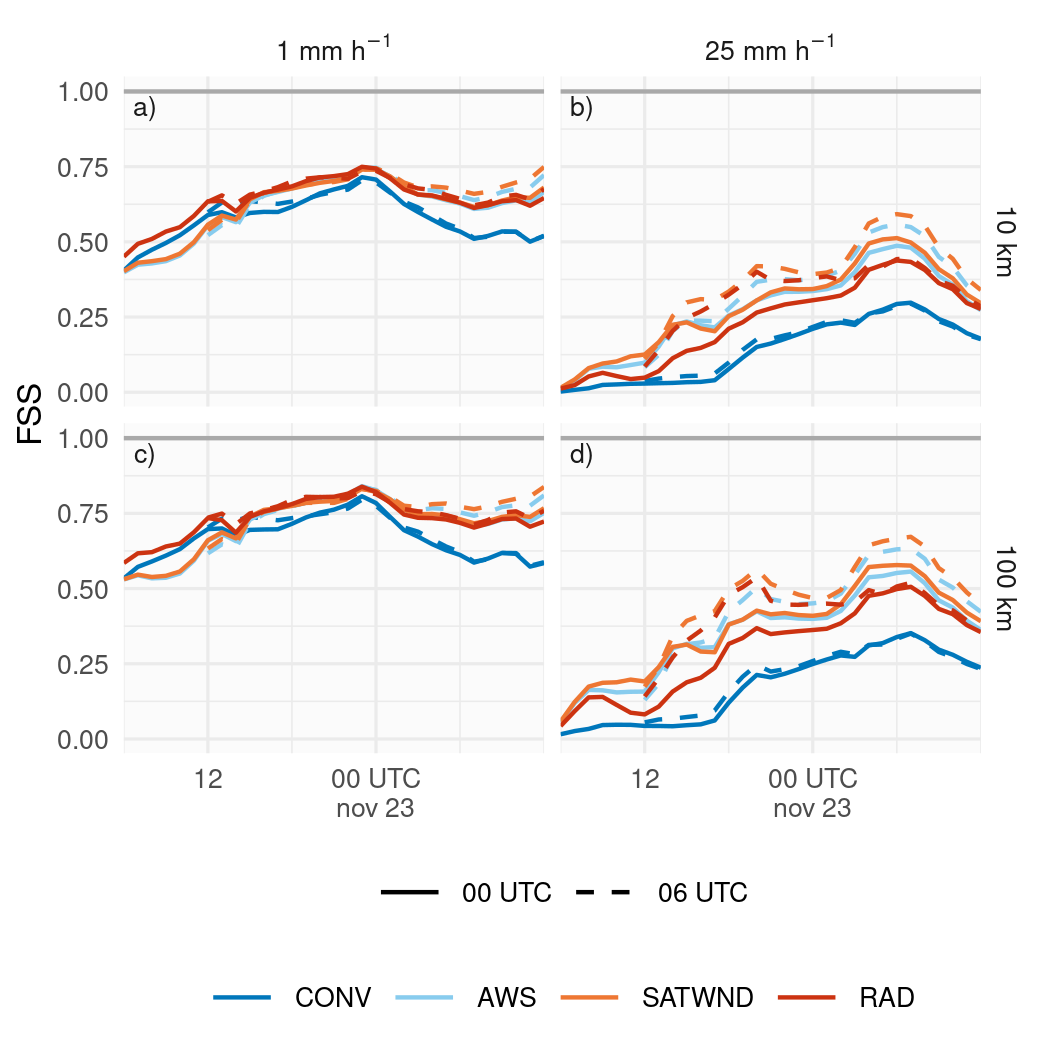 1 mm h⁻¹
25 mm h⁻¹
a)
b)
1.00
0.75
0.50
0.25
0.00
10 km
FSS
c)
d)
1.00
0.75
0.50
0.25
0.00
100 km
12
00 UTC
nov 23
12
00 UTC
nov 23
00 UTC
06 UTC
CONV
AWS
SATWND
RAD